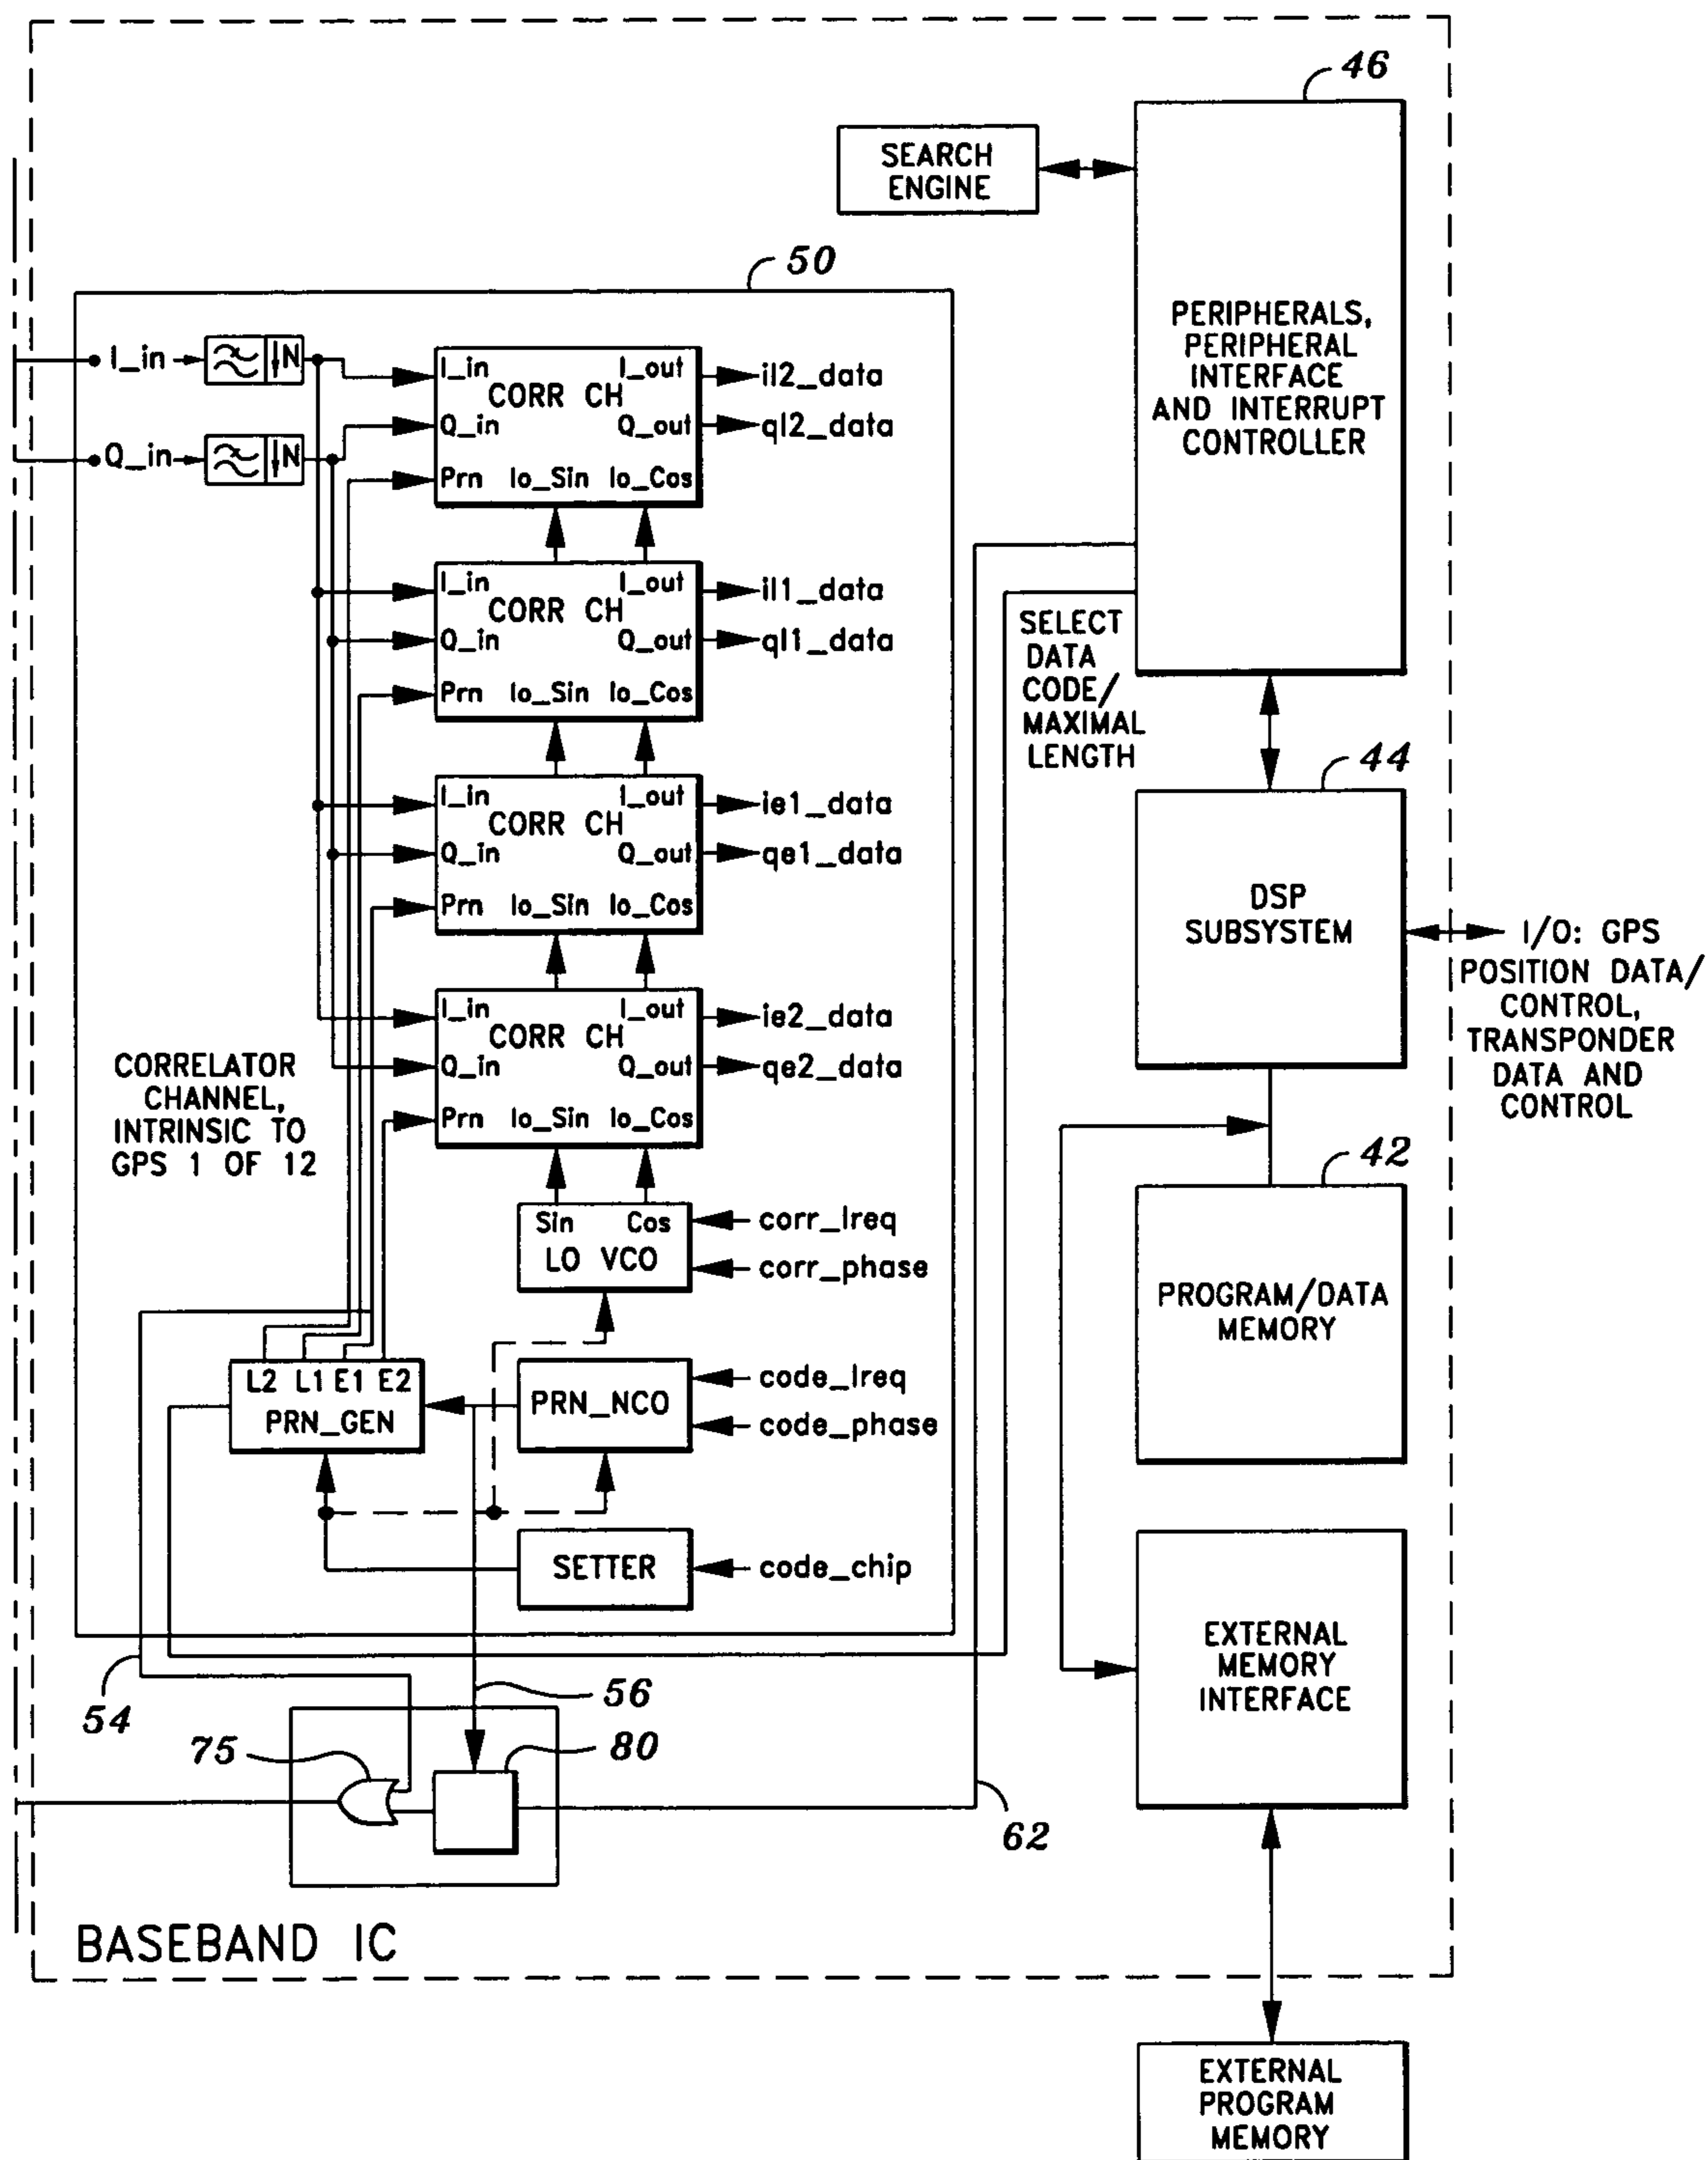 46
SEARCH
ENGINE
PERIPHERALS,
PERIPHERAL
INTERFACE
AND INTERRUPT
CONTROLLER
50
I_in
↓N
Q_in
↓N
I_in I_out
CORR CH
Q_in Q_out
Prn lo_Sin lo_Cos
il2_data
ql2_data
I_in I_out
CORR CH
Q_in Q_out
Prn lo_Sin lo_Cos
il1_data
ql1_data
SELECT
DATA
CODE/
MAXIMAL
LENGTH
I_in I_out
CORR CH
Q_in Q_out
Prn lo_Sin lo_Cos
ie1_data
qe1_data
44
DSP
SUBSYSTEM
I/O: GPS
POSITION DATA/
CONTROL,
TRANSPONDER
DATA AND
CONTROL
I_in I_out
CORR CH
Q_in Q_out
Prn lo_Sin lo_Cos
ie2_data
qe2_data
CORRELATOR
CHANNEL,
INTRINSIC TO
GPS 1 OF 12
42
PROGRAM/DATA
MEMORY
Sin Cos
LO VCO
corr_lreq
corr_phase
L2 L1 E1 E2
PRN_GEN
PRN_NCO
code_lreq
code_phase
SETTER
code_chip
EXTERNAL
MEMORY
INTERFACE
54
56
75
80
62
BASEBAND IC
EXTERNAL
PROGRAM
MEMORY